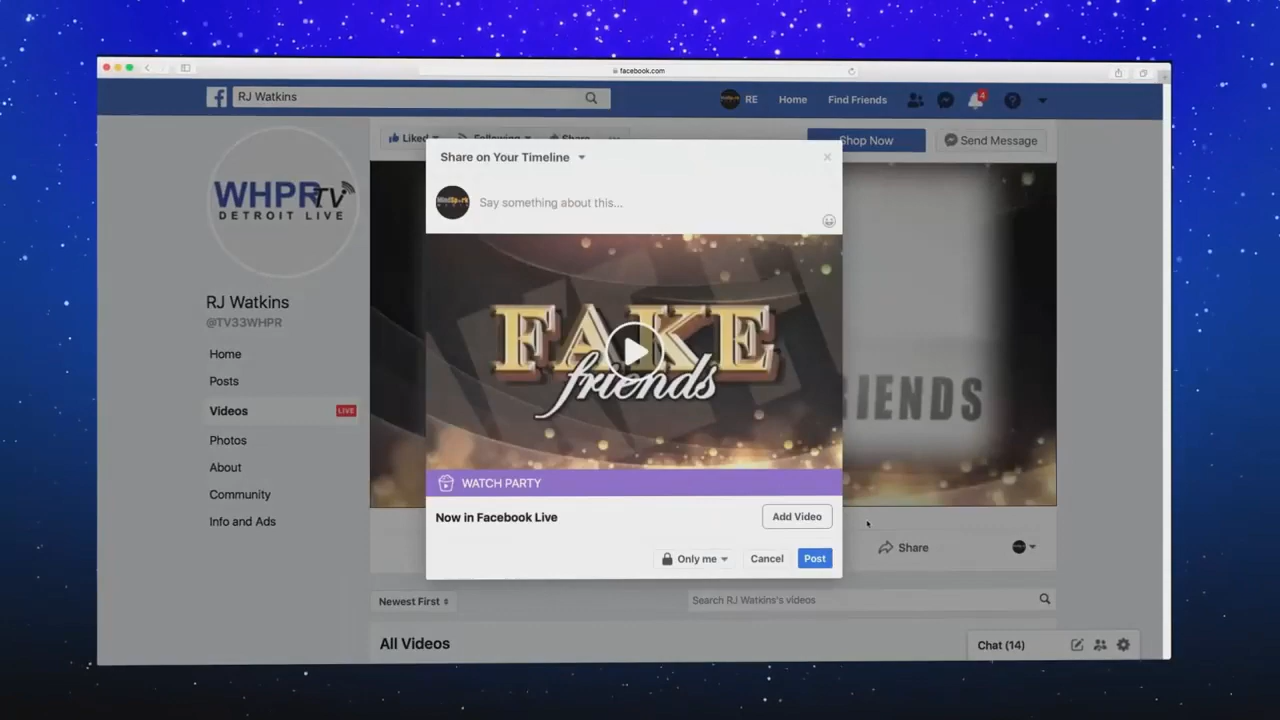 facebook.com
RJ Watkins
RE
Home
Find Friends
4
Liked
Following
Share
Shop Now
Send Message
WHPR TV
DETROIT LIVE
RJ Watkins
@TV33WHPR
Home
Posts
Videos
LIVE
Photos
About
Community
Info and Ads
Share on Your Timeline
MindSpark
Say something about this...
FAKE
friends
RIENDS
WATCH PARTY
Now in Facebook Live
Add Video
Only me
Cancel
Post
Share
Newest First
Search RJ Watkins's videos
All Videos
Chat (14)